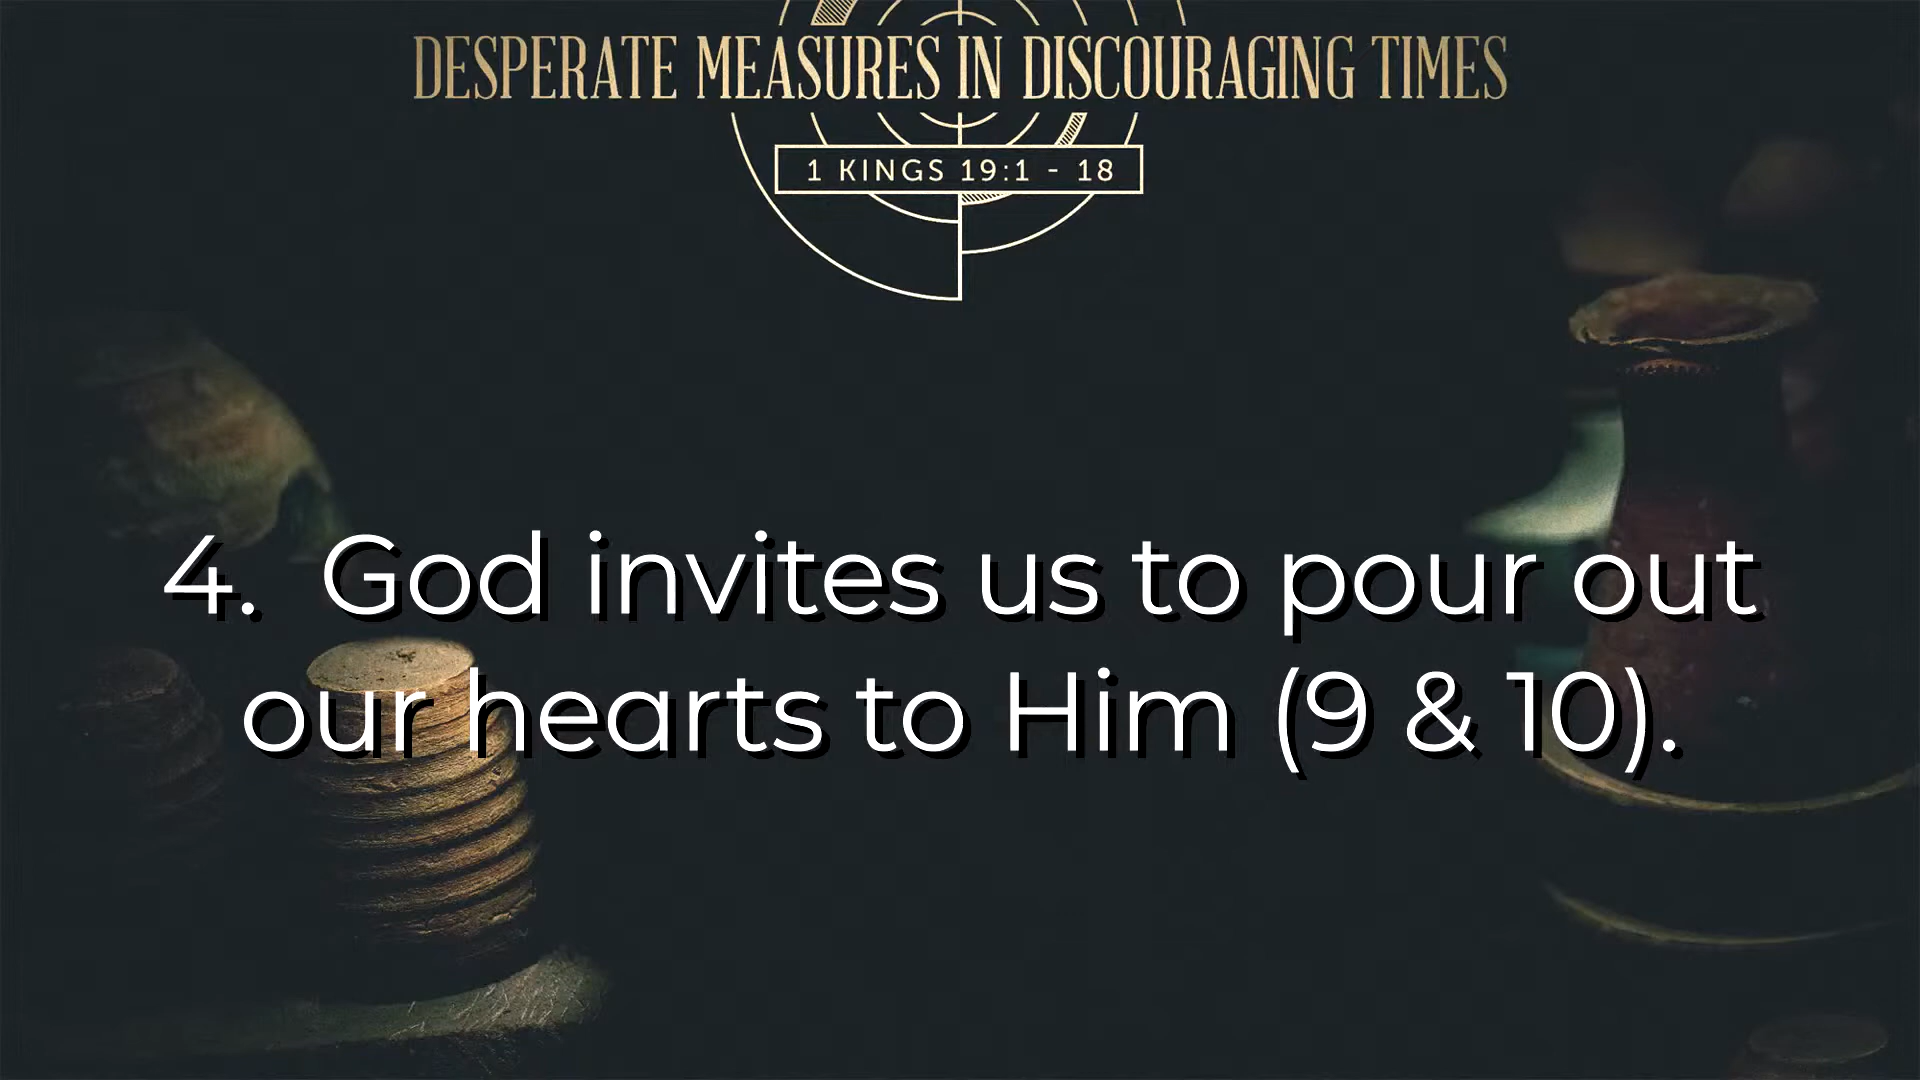 DESPERATE MEASURES IN DISCOURAGING TIMES
1 KINGS 19:1 - 18
4. God invites us to pour out
our hearts to Him (9 & 10).